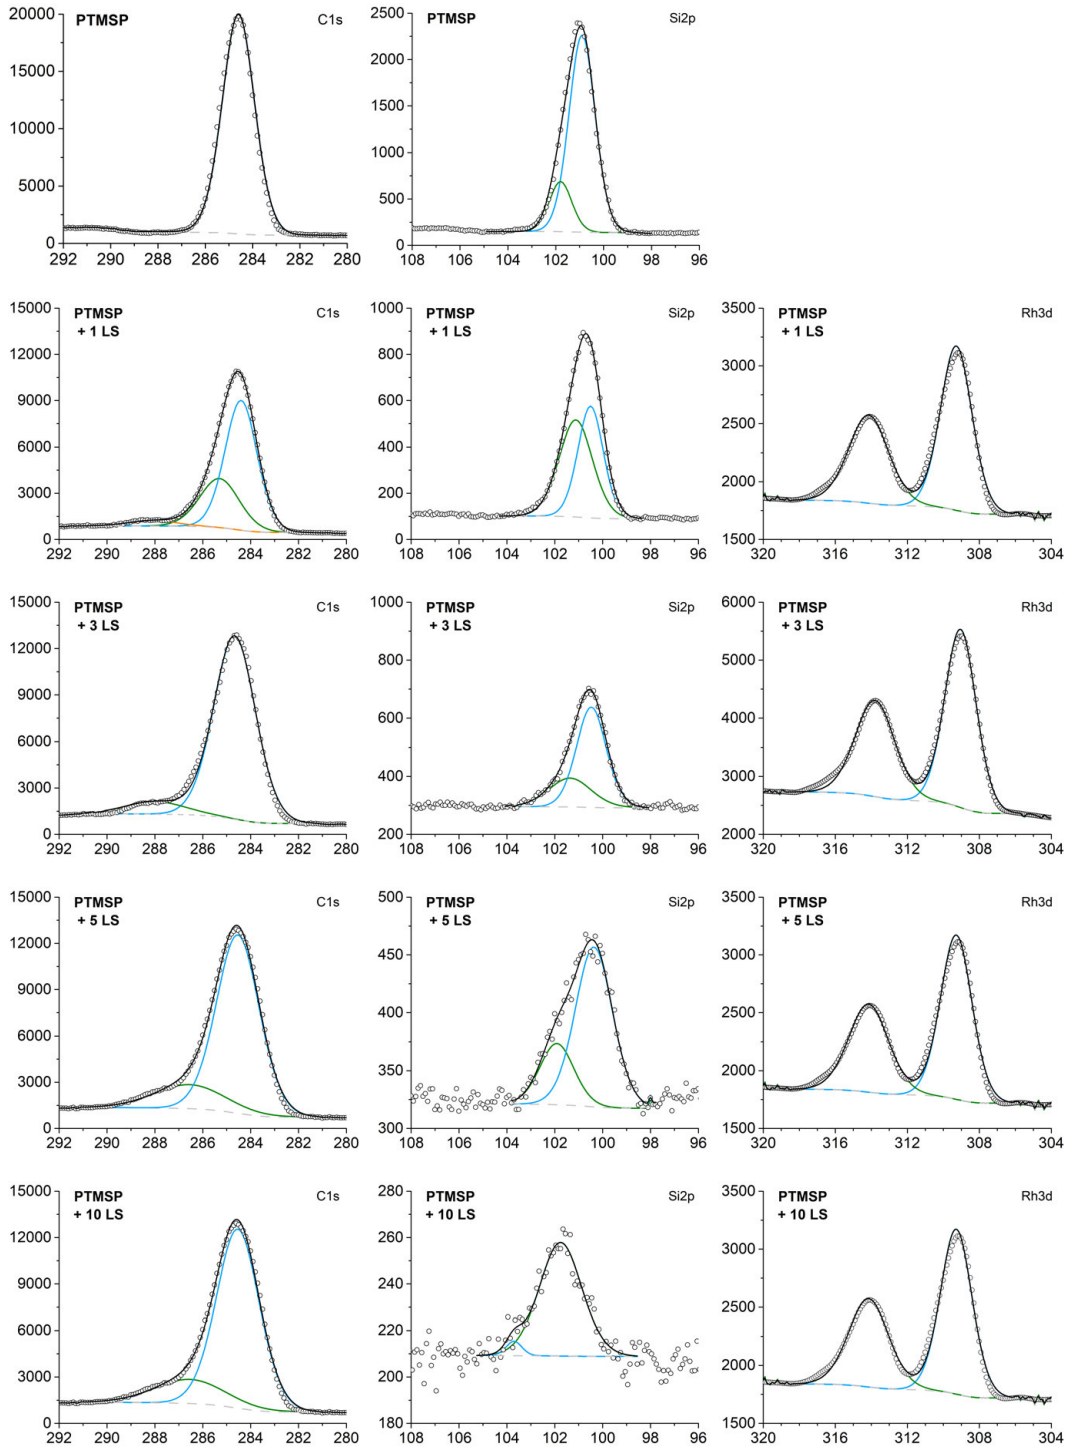 PTMSP
C1s
20000
15000
10000
5000
0
292 290 288 286 284 282 280
PTMSP
Si2p
2500
2000
1500
1000
500
0
108 106 104 102 100 98 96
PTMSP
+ 1 LS
C1s
15000
12000
9000
6000
3000
0
292 290 288 286 284 282 280
PTMSP
+ 1 LS
Si2p
1000
800
600
400
200
0
108 106 104 102 100 98 96
PTMSP
+ 1 LS
Rh3d
3500
3000
2500
2000
1500
320 316 312 308 304
PTMSP
+ 3 LS
C1s
15000
12000
9000
6000
3000
0
292 290 288 286 284 282 280
PTMSP
+ 3 LS
Si2p
1000
800
600
400
200
108 106 104 102 100 98 96
PTMSP
+ 3 LS
Rh3d
6000
5000
4000
3000
2000
320 316 312 308 304
PTMSP
+ 5 LS
C1s
15000
12000
9000
6000
3000
0
292 290 288 286 284 282 280
PTMSP
+ 5 LS
Si2p
500
450
400
350
300
108 106 104 102 100 98 96
PTMSP
+ 5 LS
Rh3d
3500
3000
2500
2000
1500
320 316 312 308 304
PTMSP
+ 10 LS
C1s
15000
12000
9000
6000
3000
0
292 290 288 286 284 282 280
PTMSP
+ 10 LS
Si2p
280
260
240
220
200
180
108 106 104 102 100 98 96
PTMSP
+ 10 LS
Rh3d
3500
3000
2500
2000
1500
320 316 312 308 304